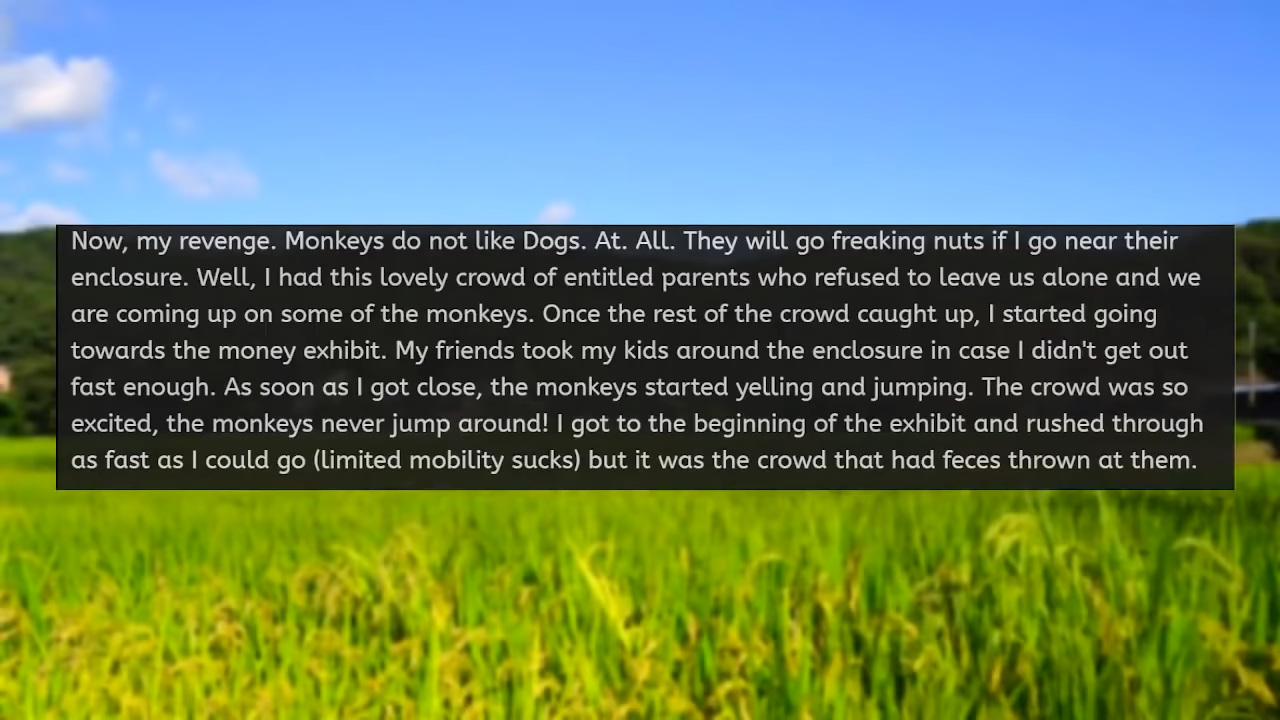 Now, my revenge. Monkeys do not like Dogs. At. All. They will go freaking nuts if I go near their
enclosure. Well, I had this lovely crowd of entitled parents who refused to leave us alone and we
are coming up on some of the monkeys. Once the rest of the crowd caught up, I started going
towards the money exhibit. My friends took my kids around the enclosure in case I didn't get out
fast enough. As soon as I got close, the monkeys started yelling and jumping. The crowd was so
excited, the monkeys never jump around! I got to the beginning of the exhibit and rushed through
as fast as I could go (limited mobility sucks) but it was the crowd that had feces thrown at them.